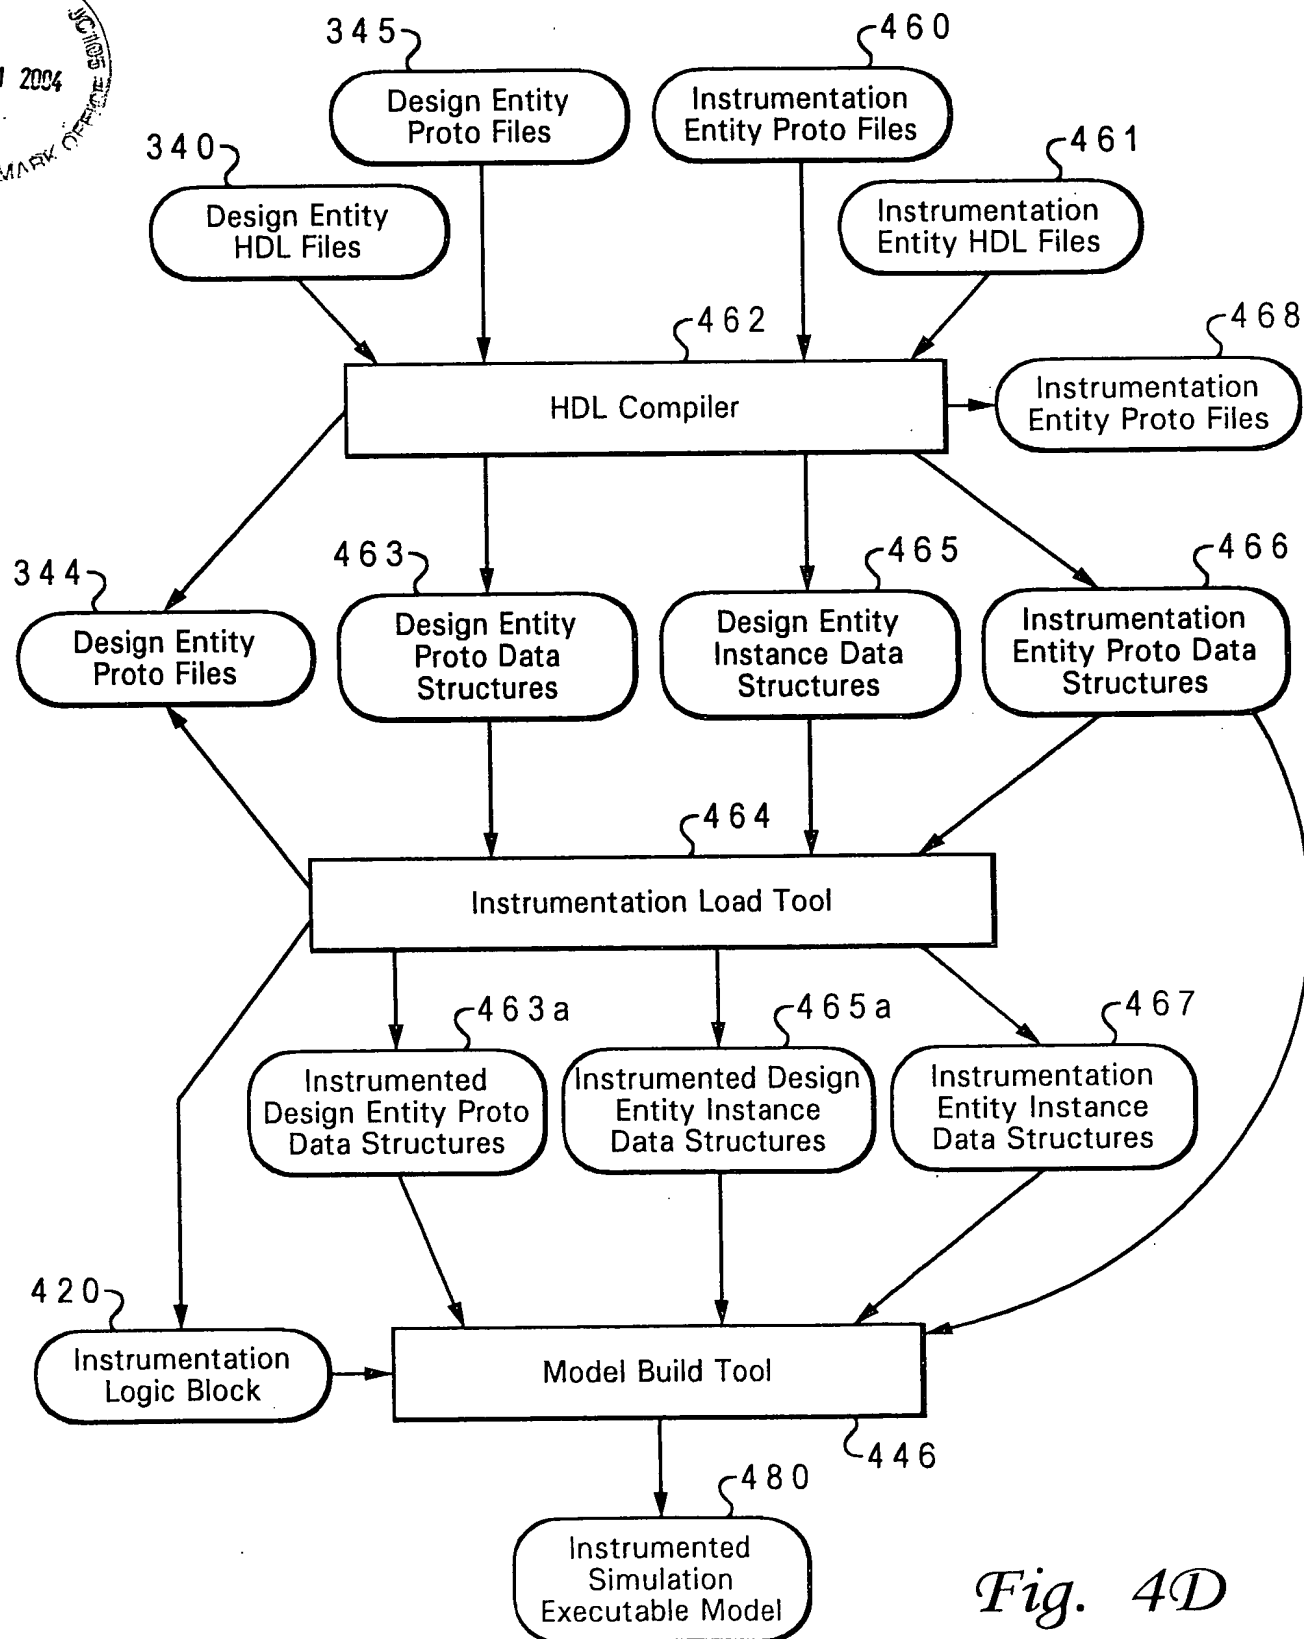 2004
MARK OFFICE
345
460
Design Entity
Proto Files
Instrumentation
Entity Proto Files
340
461
Design Entity
HDL Files
Instrumentation
Entity HDL Files
462
468
HDL Compiler
Instrumentation
Entity Proto Files
344
463
465
466
Design Entity
Proto Files
Design Entity
Proto Data
Structures
Design Entity
Instance Data
Structures
Instrumentation
Entity Proto Data
Structures
464
Instrumentation Load Tool
463a
465a
467
Instrumented
Design Entity Proto
Data Structures
Instrumented Design
Entity Instance
Data Structures
Instrumentation
Entity Instance
Data Structures
420
Instrumentation
Logic Block
Model Build Tool
446
480
Instrumented
Simulation
Executable Model
Fig. 4D